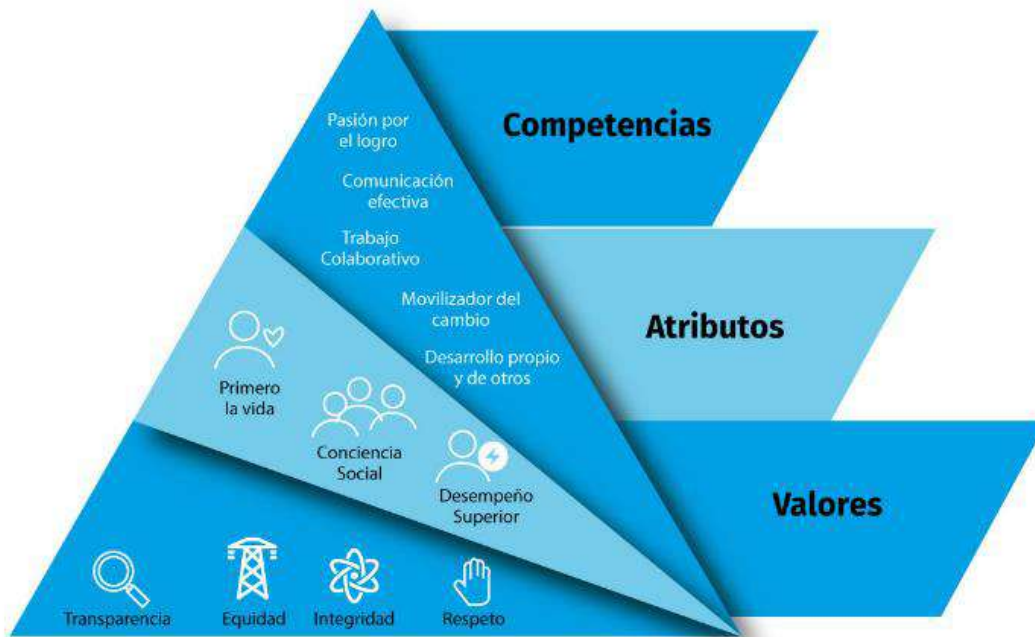 Pasión por
el logro
Comunicación
efectiva
Trabajo
Colaborativo
Movilizador del
cambio
Desarrollo propio
y de otros
Competencias
Primero
la vida
Conciencia
Social
Desempeño
Superior
Atributos
Transparencia
Equidad
Integridad
Respeto
Valores